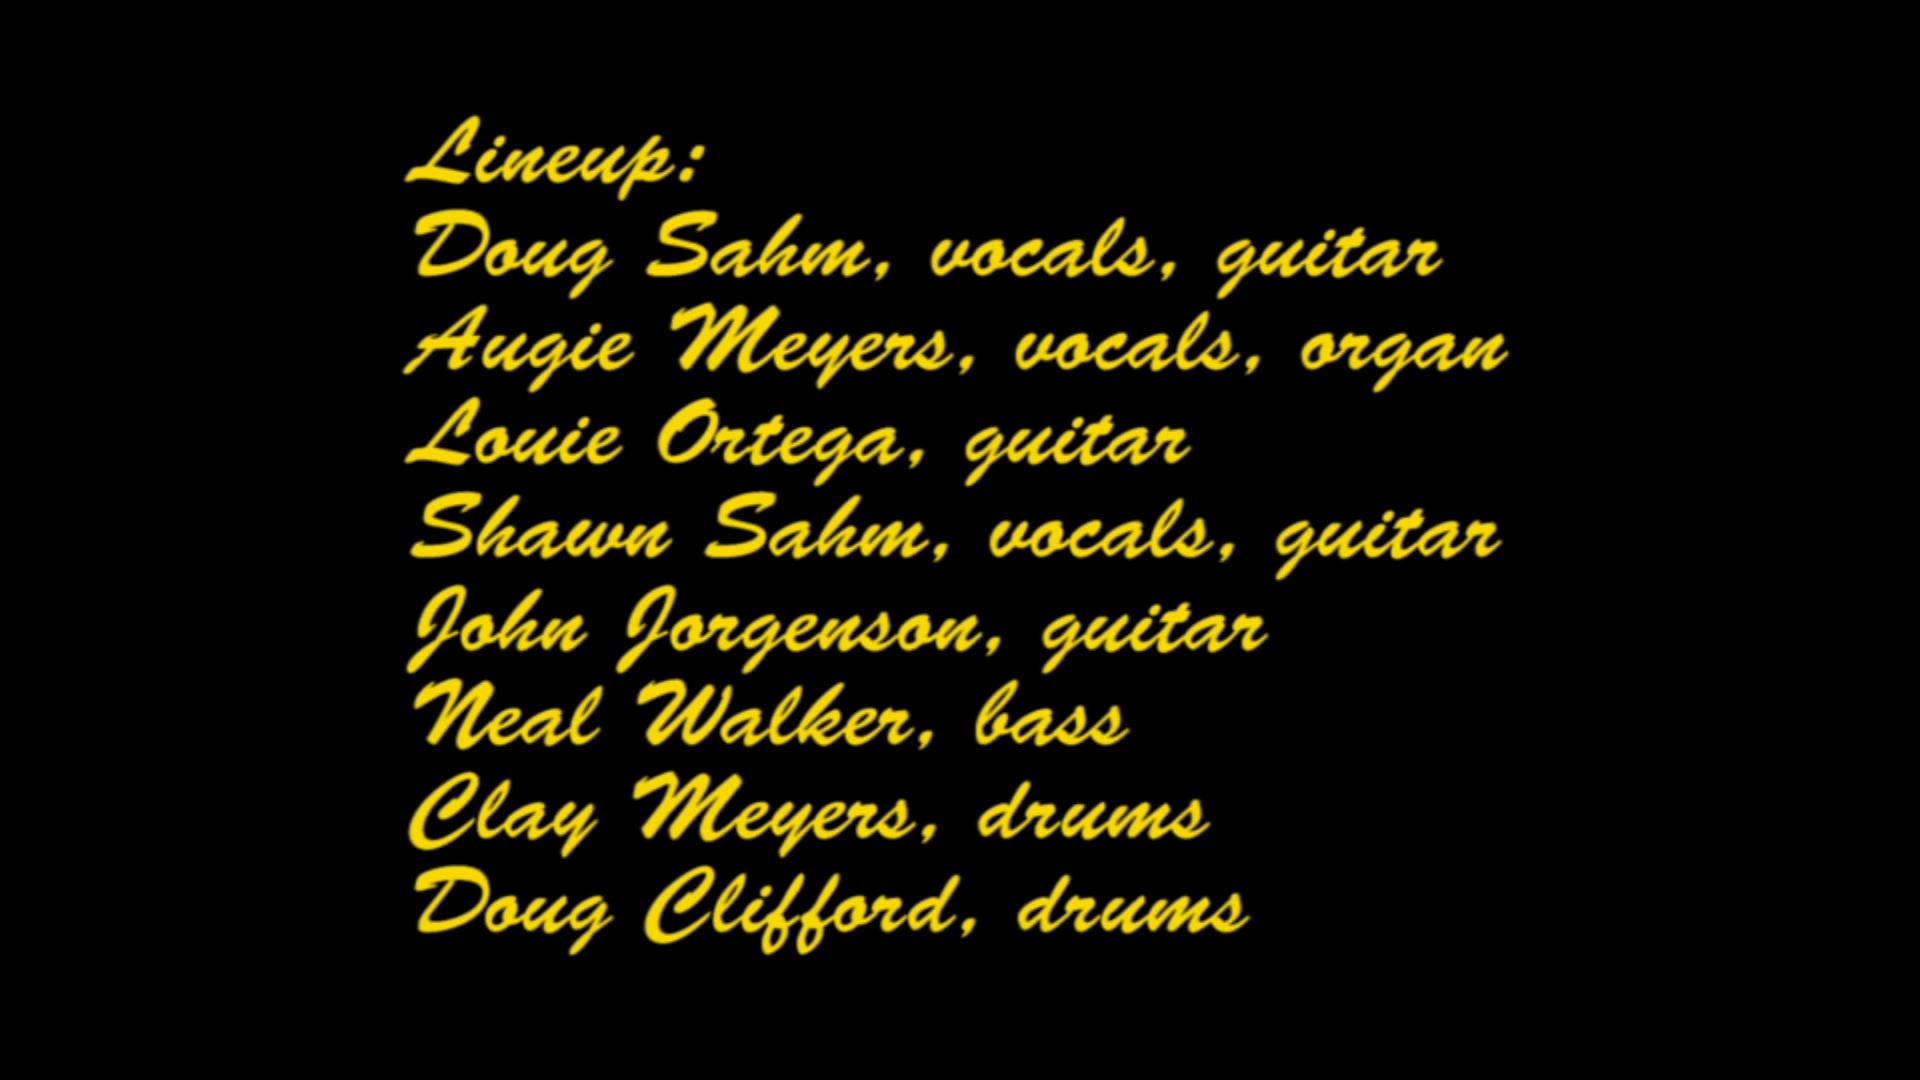 Lineup:
Doug Sahm, vocals, guitar
Augie Meyers, vocals, organ
Louie Ortega, guitar
Shawn Sahm, vocals, guitar
John Jorgenson, guitar
Neal Walker, bass
Clay Meyers, drums
Doug Clifford, drums